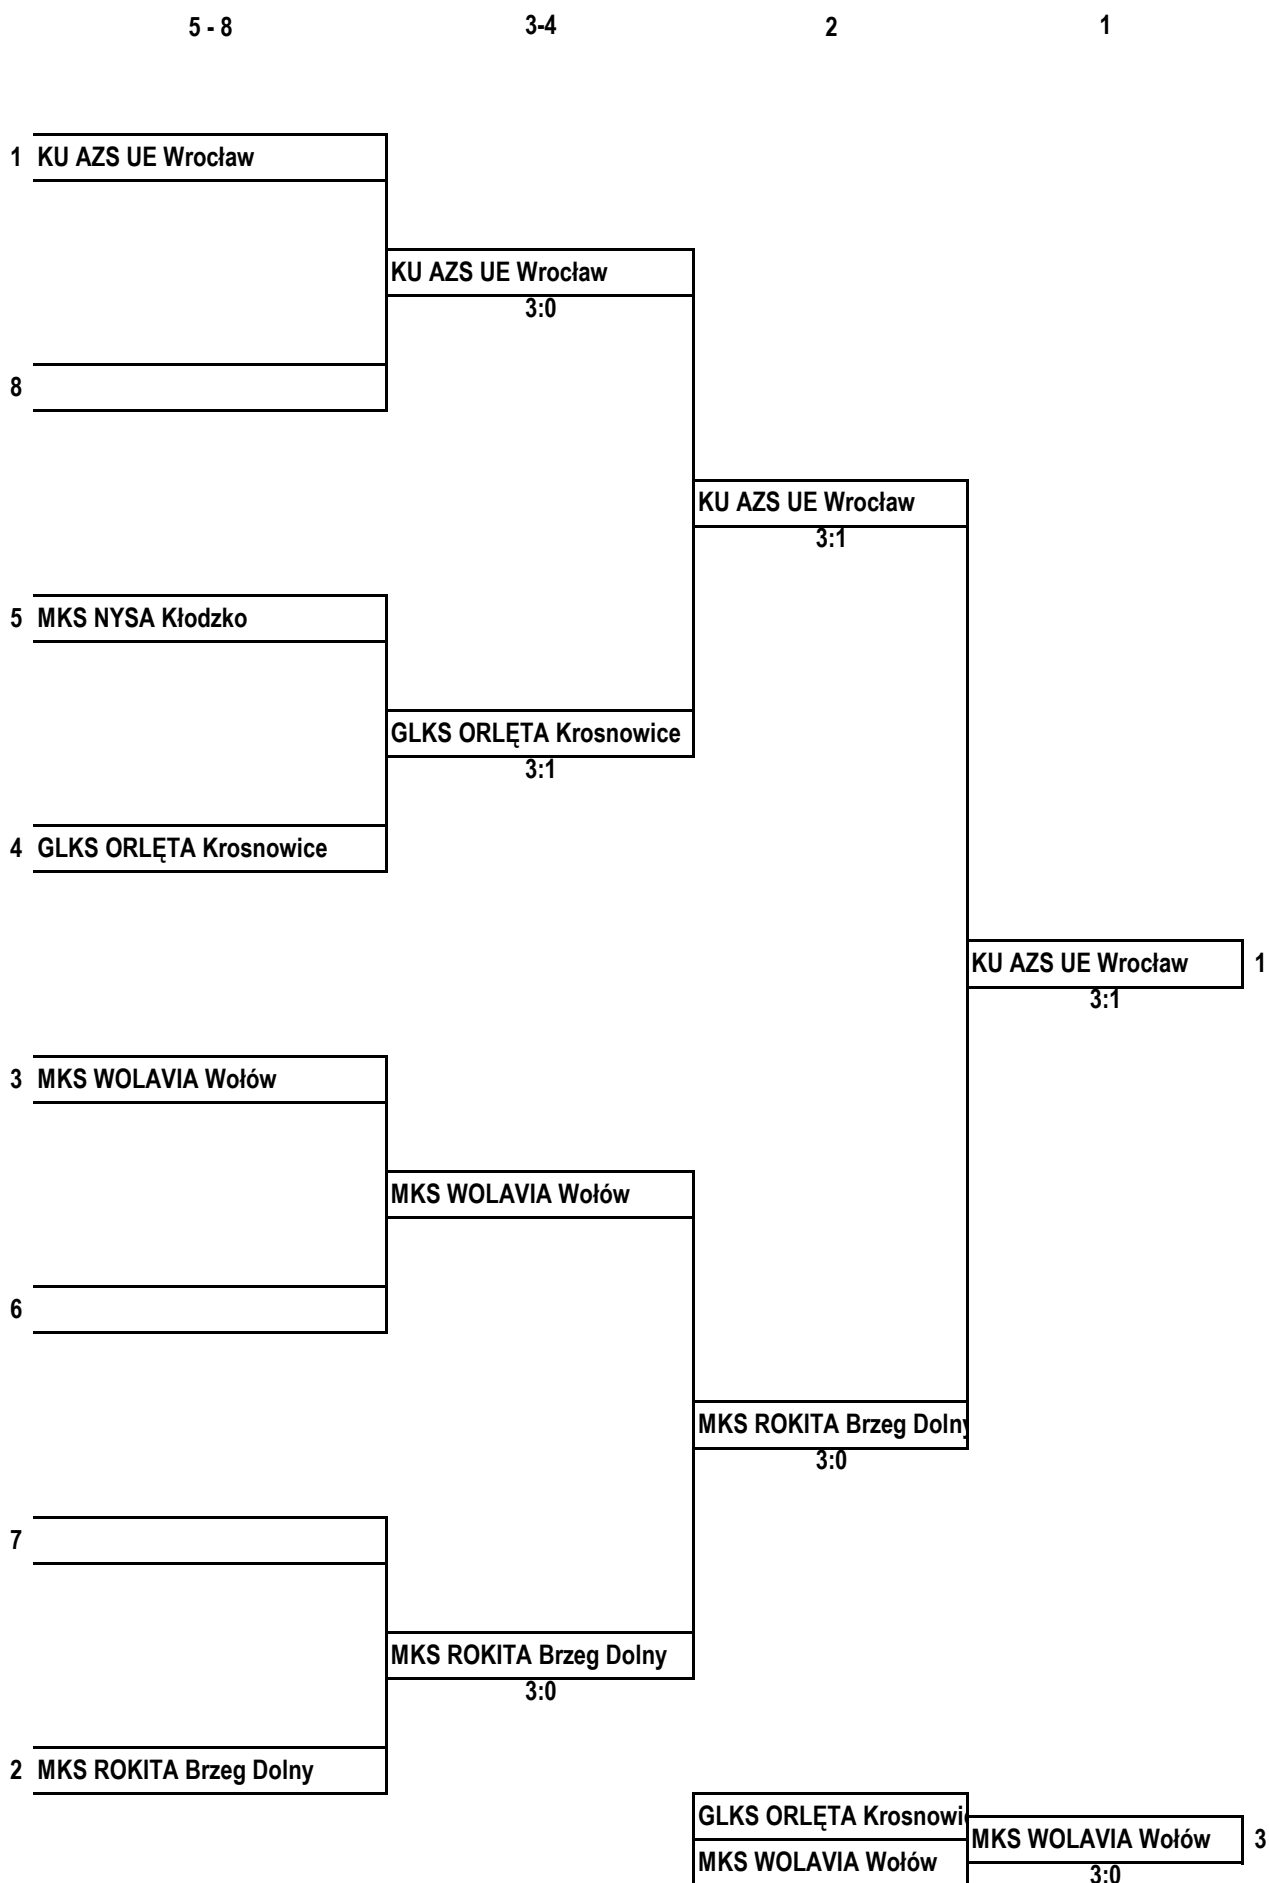 5 - 8 3-4 2 1
1 KU AZS UE Wrocław
KU AZS UE Wrocław
3:0
8
KU AZS UE Wrocław
3:1
5 MKS NYSA Kłodzko
GLKS ORLĘTA Krosnowice
3:1
4 GLKS ORLĘTA Krosnowice
KU AZS UE Wrocław 1
3:1
3 MKS WOLAVIA Wołów
MKS WOLAVIA Wołów
6
MKS ROKITA Brzeg Dolny
3:0
7
MKS ROKITA Brzeg Dolny
3:0
2 MKS ROKITA Brzeg Dolny
GLKS ORLĘTA Krosnowic
MKS WOLAVIA Wołów 3
MKS WOLAVIA Wołów
3:0